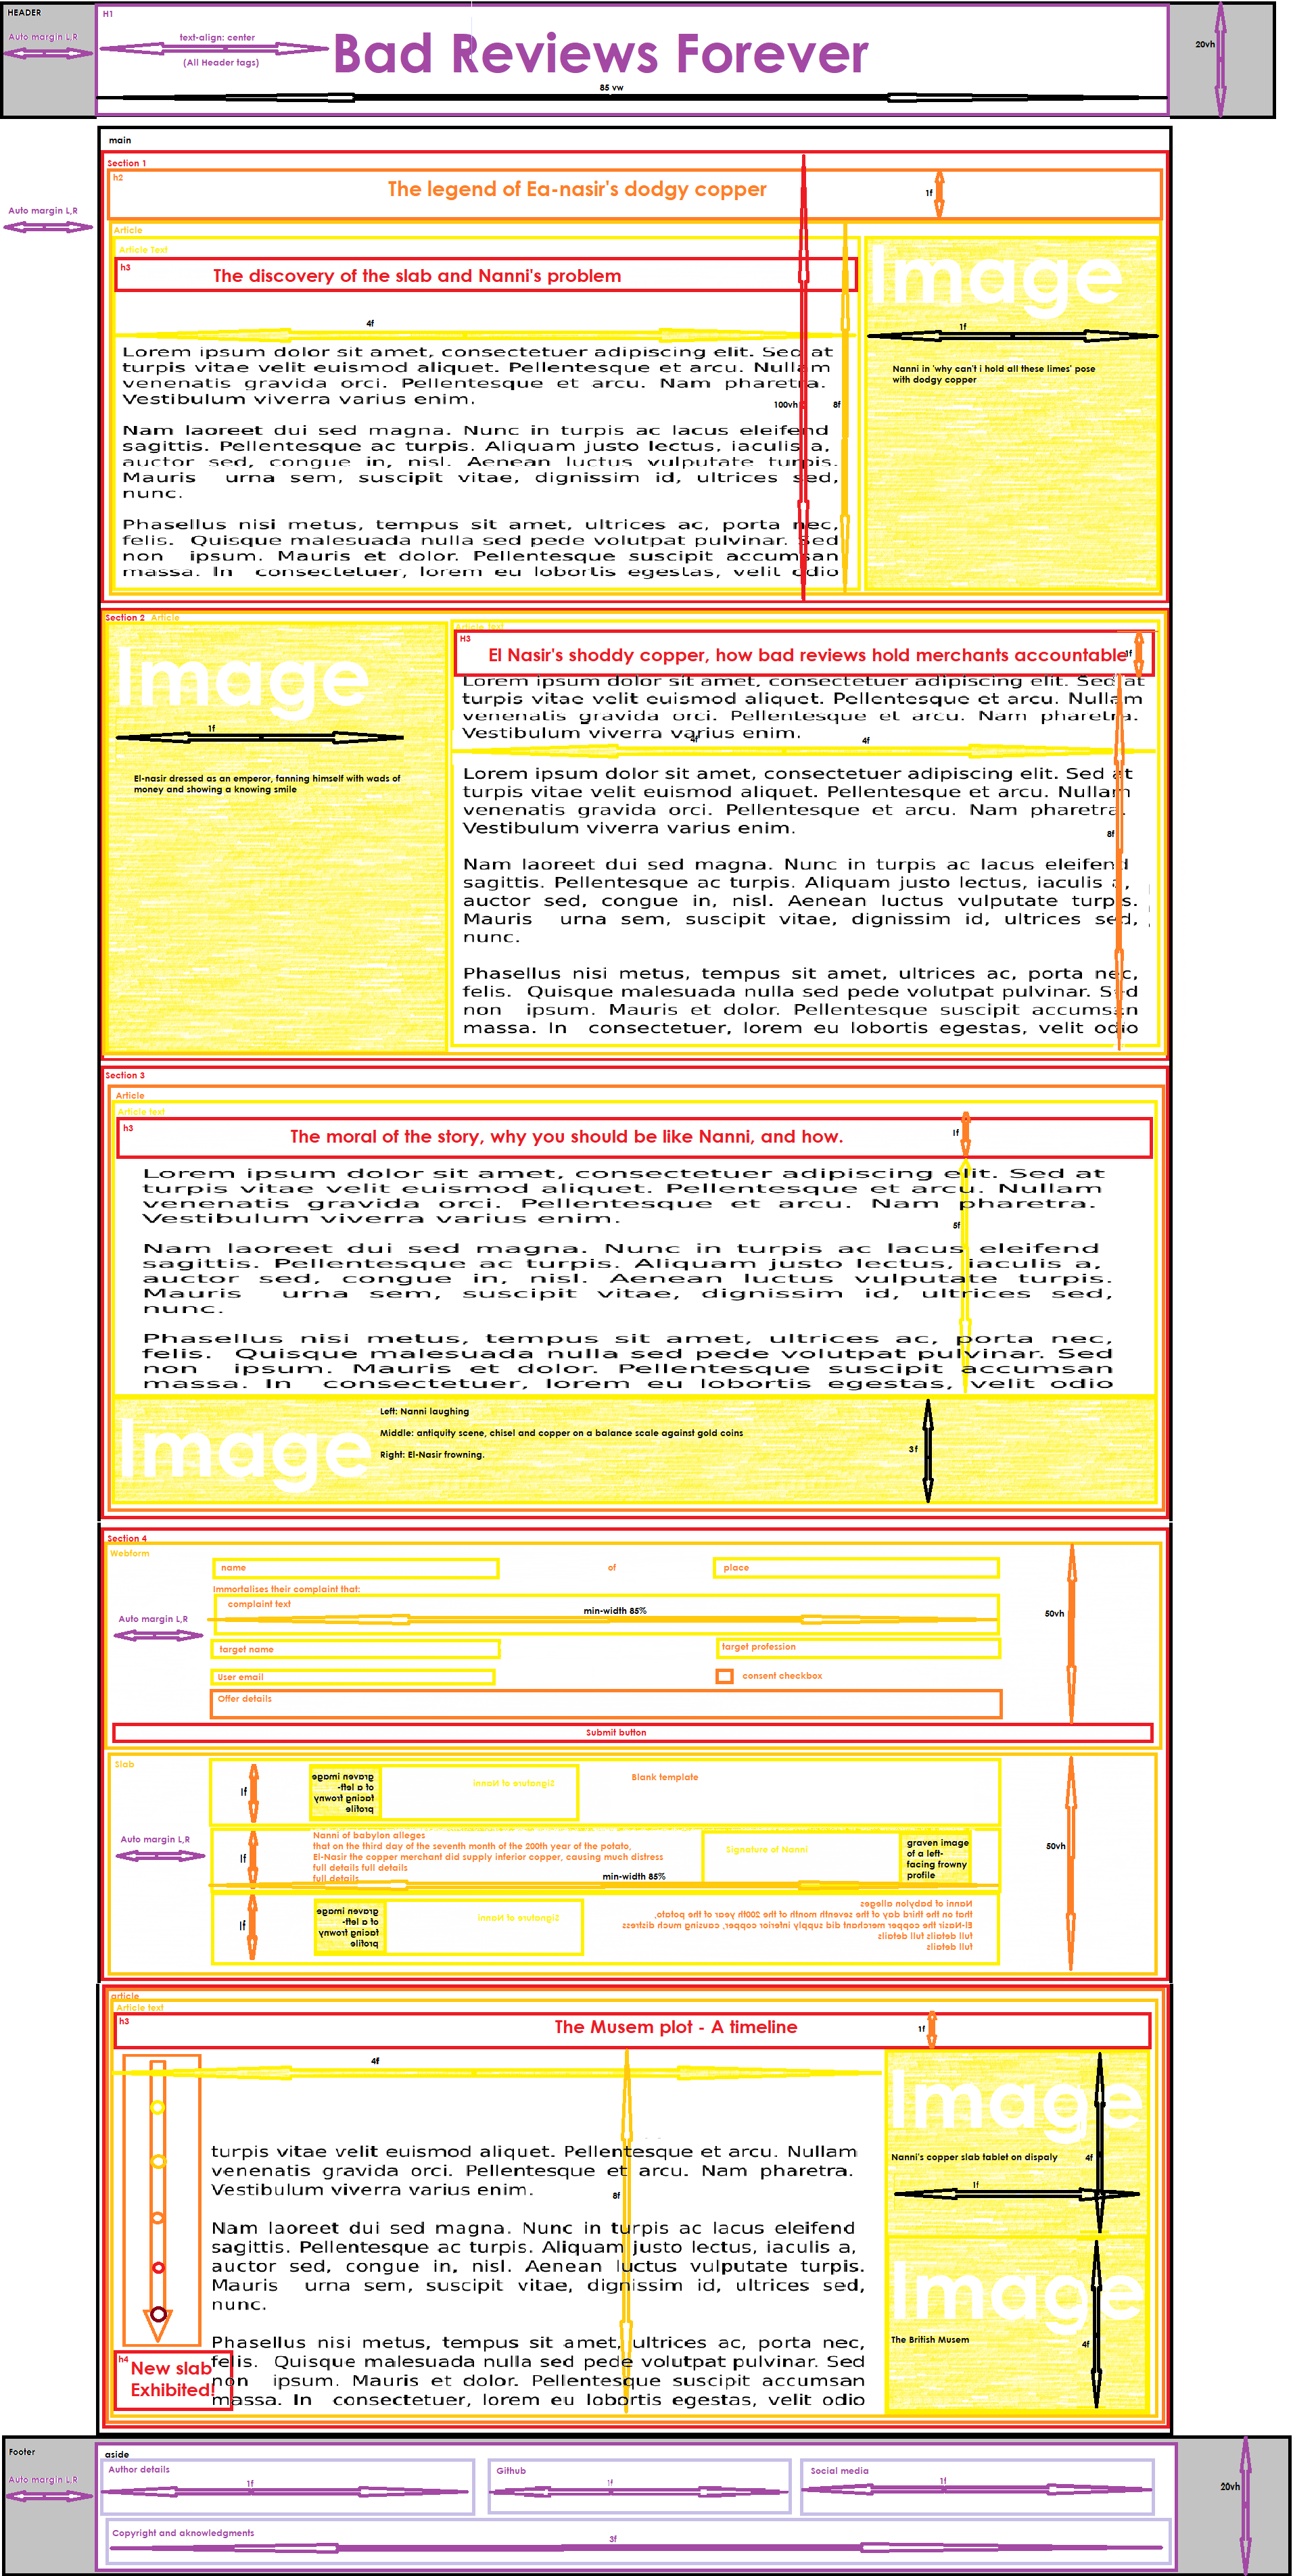 HEADER
H1
Auto margin L,R
text-align: center
(All Header tags)
Bad Reviews Forever
20vh
85 vw
main
Section 1
h2
The legend of Ea-nasir's dodgy copper
1f
Auto margin L,R
Article
Article Text
h3
The discovery of the slab and Nanni's problem
Image
4f
1f
Lorem ipsum dolor sit amet, consectetuer adipiscing elit. Sed at
turpis vitae velit euismod aliquet. Pellentesque et arcu. Nullam
venenatis gravida orci. Pellentesque et arcu. Nam pharetra.
Vestibulum viverra varius enim.
Nanni in 'why can't i hold all these limes' pose
with dodgy copper
100vh
8f
Nam laoreet dui sed magna. Nunc in turpis ac lacus eleifend
sagittis. Pellentesque ac turpis. Aliquam justo lectus, iaculis a,
auctor sed, congue in, nisl. Aenean luctus vulputate turpis.
Mauris urna sem, suscipit vitae, dignissim id, ultrices sed,
nunc.
Phasellus nisi metus, tempus sit amet, ultrices ac, porta nec,
felis. Quisque malesuada nulla sed pede volutpat pulvinar. Sed
non ipsum. Mauris et dolor. Pellentesque suscipit accumsan
massa. In consectetuer, lorem eu lobortis egestas, velit odio
Section 2 Article
Article text
H3
El Nasir's shoddy copper, how bad reviews hold merchants accountable
1f
Image
1f
El-nasir dressed as an emperor, fanning himself with wads of
money and showing a knowing smile
Lorem ipsum dolor sit amet, consectetuer adipiscing elit. Sed at
turpis vitae velit euismod aliquet. Pellentesque et arcu. Nullam
venenatis gravida orci. Pellentesque et arcu. Nam pharetra.
Vestibulum viverra varius enim.
4f
4f
Lorem ipsum dolor sit amet, consectetuer adipiscing elit. Sed at
turpis vitae velit euismod aliquet. Pellentesque et arcu. Nullam
venenatis gravida orci. Pellentesque et arcu. Nam pharetra.
Vestibulum viverra varius enim.
8f
Nam laoreet dui sed magna. Nunc in turpis ac lacus eleifend
sagittis. Pellentesque ac turpis. Aliquam justo lectus, iaculis a,
auctor sed, congue in, nisl. Aenean luctus vulputate turpis.
Mauris urna sem, suscipit vitae, dignissim id, ultrices sed,
nunc.
Phasellus nisi metus, tempus sit amet, ultrices ac, porta nec,
felis. Quisque malesuada nulla sed pede volutpat pulvinar. Sed
non ipsum. Mauris et dolor. Pellentesque suscipit accumsan
massa. In consectetuer, lorem eu lobortis egestas, velit odio
Section 3
Article
Article text
h3
The moral of the story, why you should be like Nanni, and how.
1f
Lorem ipsum dolor sit amet, consectetuer adipiscing elit. Sed at
turpis vitae velit euismod aliquet. Pellentesque et arcu. Nullam
venenatis gravida orci. Pellentesque et arcu. Nam pharetra.
Vestibulum viverra varius enim.
5f
Nam laoreet dui sed magna. Nunc in turpis ac lacus eleifend
sagittis. Pellentesque ac turpis. Aliquam justo lectus, iaculis a,
auctor sed, congue in, nisl. Aenean luctus vulputate turpis.
Mauris urna sem, suscipit vitae, dignissim id, ultrices sed,
nunc.
Phasellus nisi metus, tempus sit amet, ultrices ac, porta nec,
felis. Quisque malesuada nulla sed pede volutpat pulvinar. Sed
non ipsum. Mauris et dolor. Pellentesque suscipit accumsan
massa. In consectetuer, lorem eu lobortis egestas, velit odio
Image
Left: Nanni laughing
Middle: antiquity scene, chisel and copper on a balance scale against gold coins
Right: El-Nasir frowning.
3f
Section 4
Webform
name
of
place
Immortalises their complaint that:
complaint text
min-width 85%
Auto margin L,R
50vh
target name
target profession
User email
consent checkbox
Offer details
Submit button
Slab
graven image
of a left-
facing frowny
profile
Signature of Nanni
Blank template
1f
Auto margin L,R
1f
Nanni of babylon alleges
that on the third day of the seventh month of the 200th year of the potato,
El-Nasir the copper merchant did supply inferior copper, causing much distress
full details full details
full details
Signature of Nanni
graven image
of a left-
facing frowny
profile
min-width 85%
50vh
1f
graven image
of a left-
facing frowny
profile
Signature of Nanni
Nanni of babylon alleges
that on the third day of the seventh month of the 200th year of the potato,
El-Nasir the copper merchant did supply inferior copper, causing much distress
full details full details
full details
article
Article text
h3
The Musem plot - A timeline
1f
4f
Image
Nanni's copper slab tablet on dispaly
4f
1f
turpis vitae velit euismod aliquet. Pellentesque et arcu. Nullam
venenatis gravida orci. Pellentesque et arcu. Nam pharetra.
Vestibulum viverra varius enim.
8f
Nam laoreet dui sed magna. Nunc in turpis ac lacus eleifend
sagittis. Pellentesque ac turpis. Aliquam justo lectus, iaculis a,
auctor sed, congue in, nisl. Aenean luctus vulputate turpis.
Mauris urna sem, suscipit vitae, dignissim id, ultrices sed,
nunc.
Image
The British Musem
4f
Phasellus nisi metus, tempus sit amet, ultrices ac, porta nec,
felis. Quisque malesuada nulla sed pede volutpat pulvinar. Sed
non ipsum. Mauris et dolor. Pellentesque suscipit accumsan
massa. In consectetuer, lorem eu lobortis egestas, velit odio
h4
New slab
Exhibited!
Footer
aside
Auto margin L,R
Author details
1f
Github
1f
Social media
1f
20vh
Copyright and aknowledgments
3f